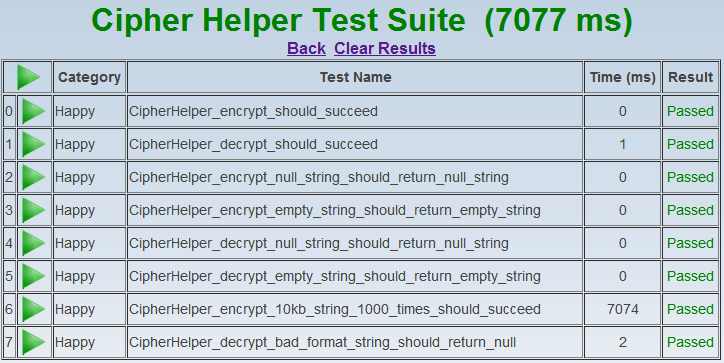 Cipher Helper Test Suite (7077 ms)
Back Clear Results
Category Test Name Time (ms) Result
0 Happy CipherHelper_encrypt_should_succeed 0 Passed
1 Happy CipherHelper_decrypt_should_succeed 1 Passed
2 Happy CipherHelper_encrypt_null_string_should_return_null_string 0 Passed
3 Happy CipherHelper_encrypt_empty_string_should_return_empty_string 0 Passed
4 Happy CipherHelper_decrypt_null_string_should_return_null_string 0 Passed
5 Happy CipherHelper_decrypt_empty_string_should_return_empty_string 0 Passed
6 Happy CipherHelper_encrypt_10kb_string_1000_times_should_succeed 7074 Passed
7 Happy CipherHelper_decrypt_bad_format_string_should_return_null 2 Passed